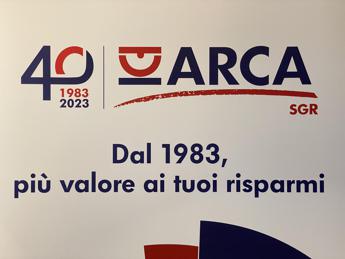 40
1983
2023
ARCA
SGR
Dal 1983,
più valore ai tuoi risparmi